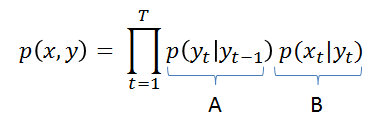 p(x, y) = ∏_{t=1}^{T} p(y_t|y_{t−1}) p(x_t|y_t)
A B